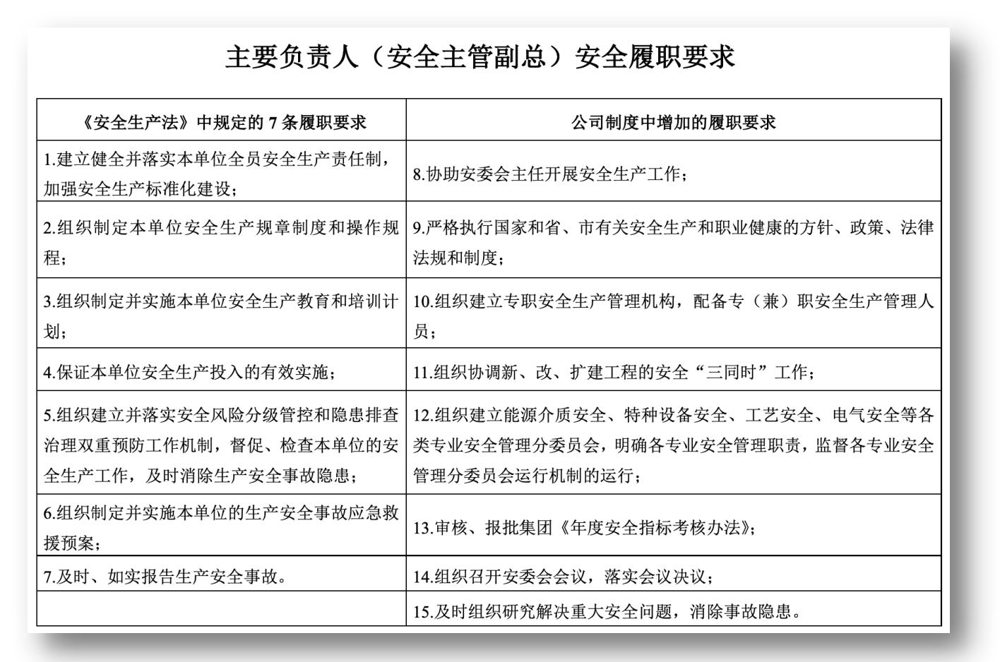 主要负责人（安全主管副总）安全履职要求
《安全生产法》中规定的 7 条履职要求
公司制度中增加的履职要求
1.建立健全并落实本单位全员安全生产责任制，
加强安全生产标准化建设；
8.协助安委会主任开展安全生产工作；
2.组织制定本单位安全生产规章制度和操作规
程；
9.严格执行国家和省、市有关安全生产和职业健康的方针、政策、法律
法规和制度；
3.组织制定并实施本单位安全生产教育和培训计
划；
10.组织建立专职安全生产管理机构，配备专（兼）职安全生产管理人
员；
4.保证本单位安全生产投入的有效实施；
11.组织协调新、改、扩建工程的安全“三同时”工作；
5.组织建立并落实安全风险分级管控和隐患排查
治理双重预防工作机制，督促、检查本单位的安
全生产工作，及时消除生产安全事故隐患；
12.组织建立能源介质安全、特种设备安全、工艺安全、电气安全等各
类专业安全管理分委员会，明确各专业安全管理职责，监督各专业安全
管理分委员会运行机制的运行；
6.组织制定并实施本单位的生产安全事故应急救
援预案；
13.审核、报批集团《年度安全指标考核办法》；
7.及时、如实报告生产安全事故。
14.组织召开安委会会议，落实会议决议；
15.及时组织研究解决重大安全问题，消除事故隐患。